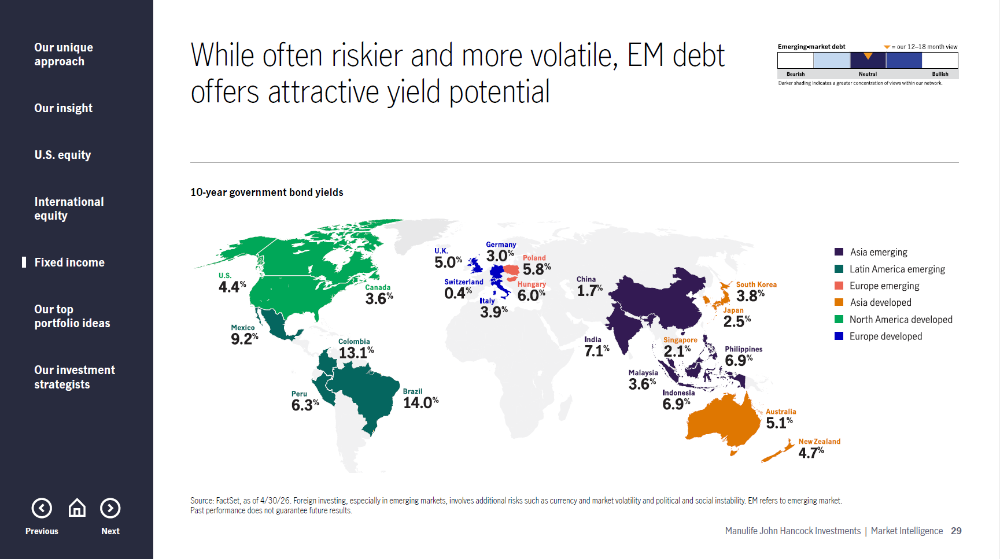 Our unique
approach
Our insight
U.S. equity
International
equity
Fixed income
Our top
portfolio ideas
Our investment
strategists
Previous
Next
While often riskier and more volatile, EM debt
offers attractive yield potential
Emerging-market debt
= our 12–18 month view
Bearish
Neutral
Bullish
Darker shading indicates a greater concentration of views within our network.
10-year government bond yields
U.S.
4.4%
Canada
3.6%
Mexico
9.2%
Colombia
13.1%
Peru
6.3%
Brazil
14.0%
U.K.
5.0%
Germany
3.0%
Poland
5.8%
Switzerland
0.4%
Hungary
6.0%
Italy
3.9%
China
1.7%
South Korea
3.8%
Japan
2.5%
India
7.1%
Singapore
2.1%
Philippines
6.9%
Malaysia
3.6%
Indonesia
6.9%
Australia
5.1%
New Zealand
4.7%
Asia emerging
Latin America emerging
Europe emerging
Asia developed
North America developed
Europe developed
Source: FactSet, as of 4/30/26. Foreign investing, especially in emerging markets, involves additional risks such as currency and market volatility and political and social instability. EM refers to emerging market.
Past performance does not guarantee future results.
Manulife John Hancock Investments | Market Intelligence 29